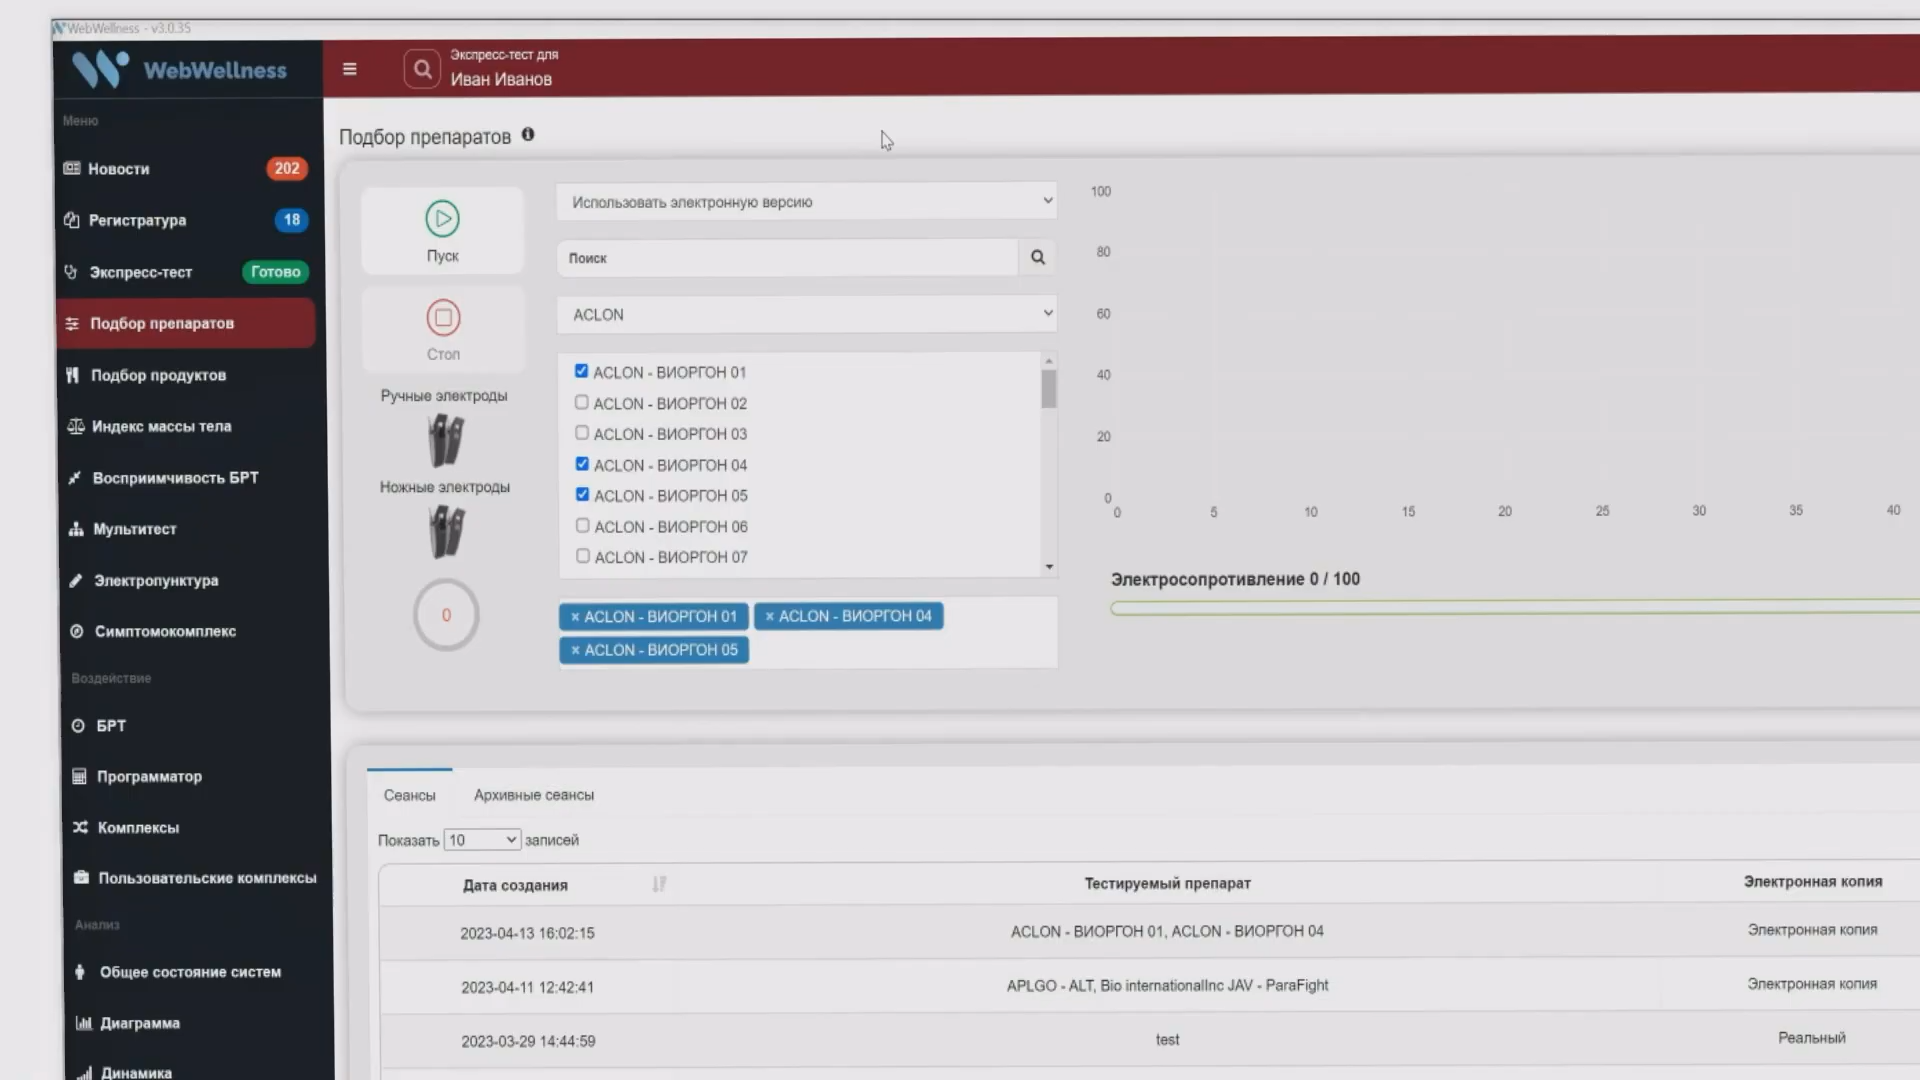 WebWellness - v3.0.35
WebWellness
Экспресс-тест для
Иван Иванов
Меню
Новости 202
Регистратура 18
Экспресс-тест Готово
Подбор препаратов
Подбор продуктов
Индекс массы тела
Восприимчивость БРТ
Мультитест
Электропунктура
Симптомокомплекс
Воздействие
БРТ
Программатор
Комплексы
Пользовательские комплексы
Анализ
Общее состояние систем
Диаграмма
Динамика
Подбор препаратов
Пуск
Стоп
Ручные электроды
Ножные электроды
0
Использовать электронную версию
Поиск
ACLON
ACLON - ВИОРГОН 01
ACLON - ВИОРГОН 02
ACLON - ВИОРГОН 03
ACLON - ВИОРГОН 04
ACLON - ВИОРГОН 05
ACLON - ВИОРГОН 06
ACLON - ВИОРГОН 07
× ACLON - ВИОРГОН 01 × ACLON - ВИОРГОН 04
× ACLON - ВИОРГОН 05
100
80
60
40
20
0
0 5 10 15 20 25 30 35 40
Электросопротивление 0 / 100
Сеансы Архивные сеансы
Показать 10 записей
Дата создания Тестируемый препарат Электронная копия
2023-04-13 16:02:15 ACLON - ВИОРГОН 01, ACLON - ВИОРГОН 04 Электронная копия
2023-04-11 12:42:41 APLGO - ALT, Bio internationalInc JAV - ParaFight Электронная копия
2023-03-29 14:44:59 test Реальный